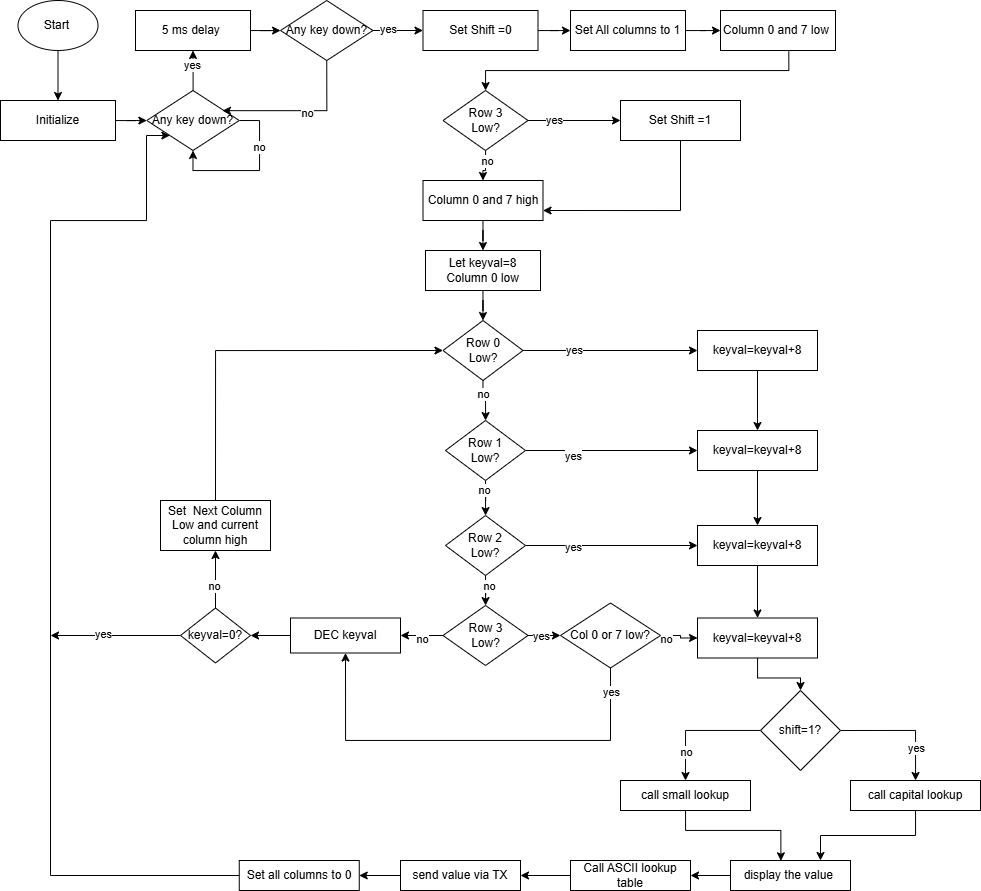 Start
5 ms delay
Any key down?
yes
Set Shift =0
Set All columns to 1
Column 0 and 7 low
yes
Initialize
Any key down?
no
no
Row 3
Low?
yes
Set Shift =1
no
Column 0 and 7 high
Let keyval=8
Column 0 low
Row 0
Low?
yes
keyval=keyval+8
no
Row 1
Low?
yes
keyval=keyval+8
no
Set  Next Column
Low and current
column high
Row 2
Low?
yes
keyval=keyval+8
no
no
yes
keyval=0?
DEC keyval
no
Row 3
Low?
yes
Col 0 or 7 low?
no
keyval=keyval+8
yes
shift=1?
no
yes
call small lookup
call capital lookup
Set all columns to 0
send value via TX
Call ASCII lookup
table
display the value